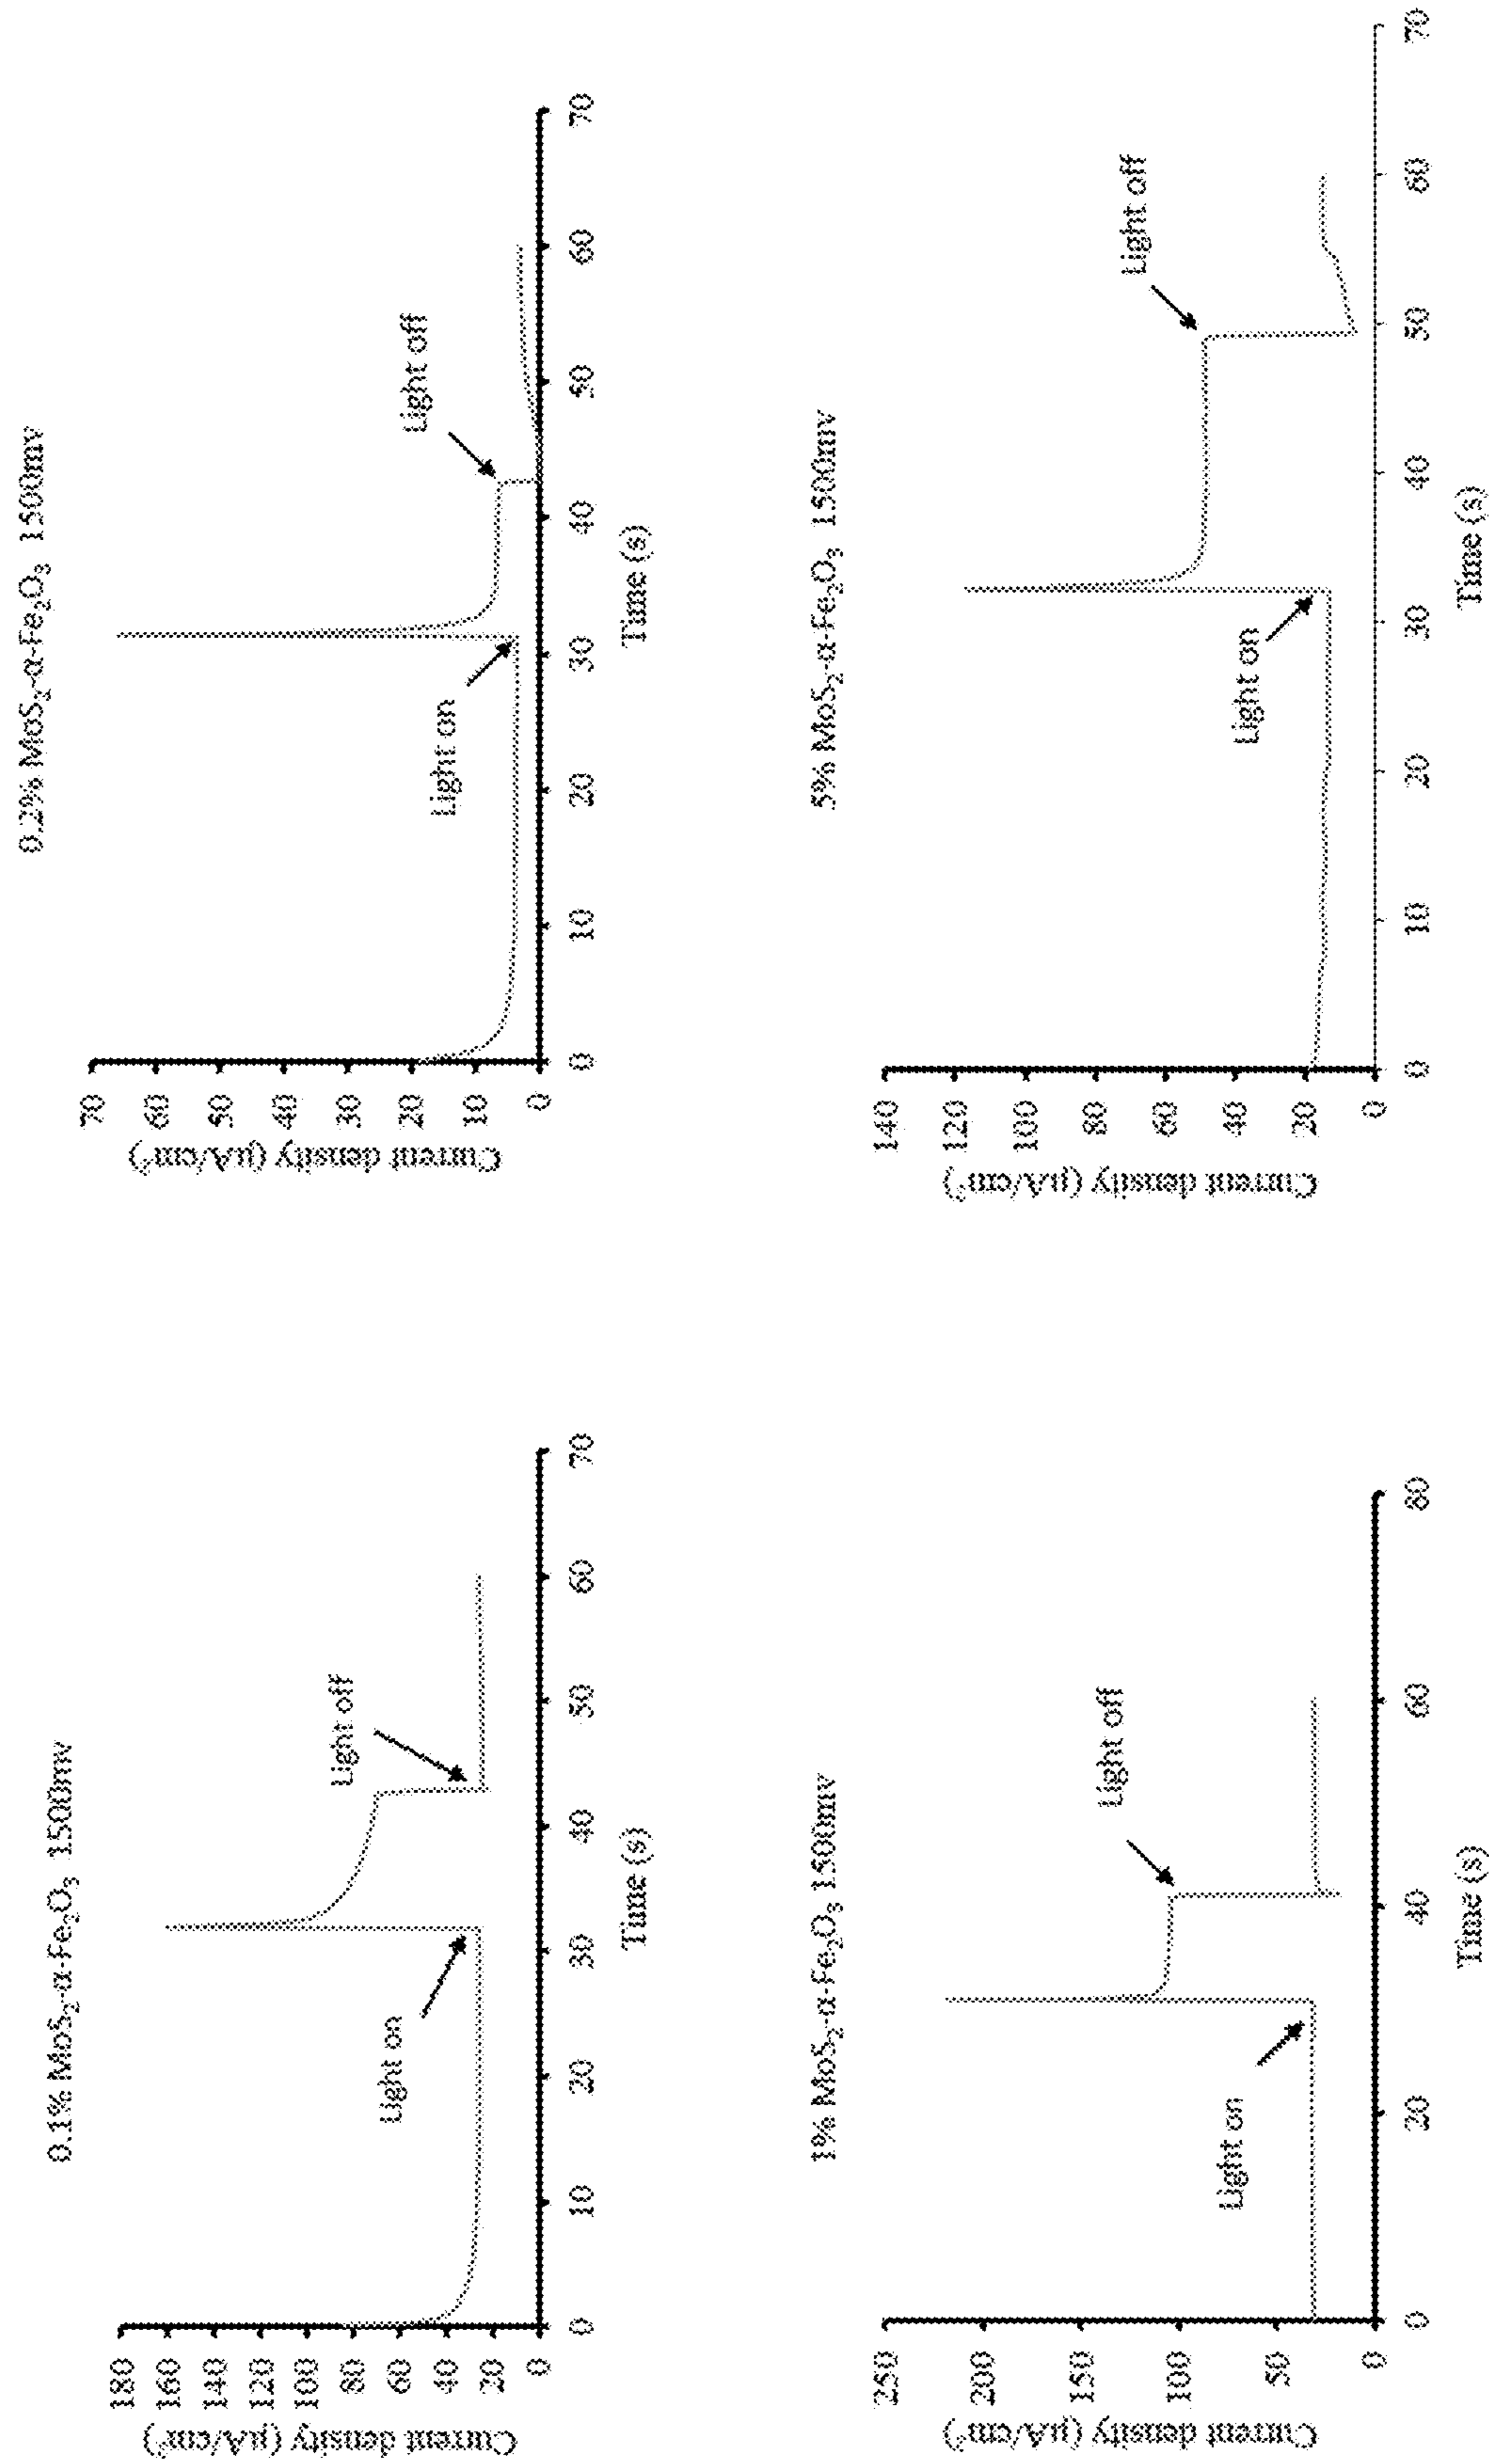 0.1% MoS₂-α-Fe₂O₃ 1500mv
Current density (µA/cm²)
180
160
140
120
100
80
60
40
20
0
Light on
Light off
0 10 20 30 40 50 60 70
Time (s)
0.2% MoS₂-α-Fe₂O₃ 1500mv
Current density (µA/cm²)
70
60
50
40
30
20
10
0
Light on
Light off
0 10 20 30 40 50 60 70
Time (s)
1% MoS₂-α-Fe₂O₃ 1500mv
Current density (µA/cm²)
250
200
150
100
50
0
Light on
Light off
0 20 40 60 80
Time (s)
5% MoS₂-α-Fe₂O₃ 1500mv
Current density (µA/cm²)
140
120
100
80
60
40
20
0
Light on
Light off
0 10 20 30 40 50 60 70
Time (s)